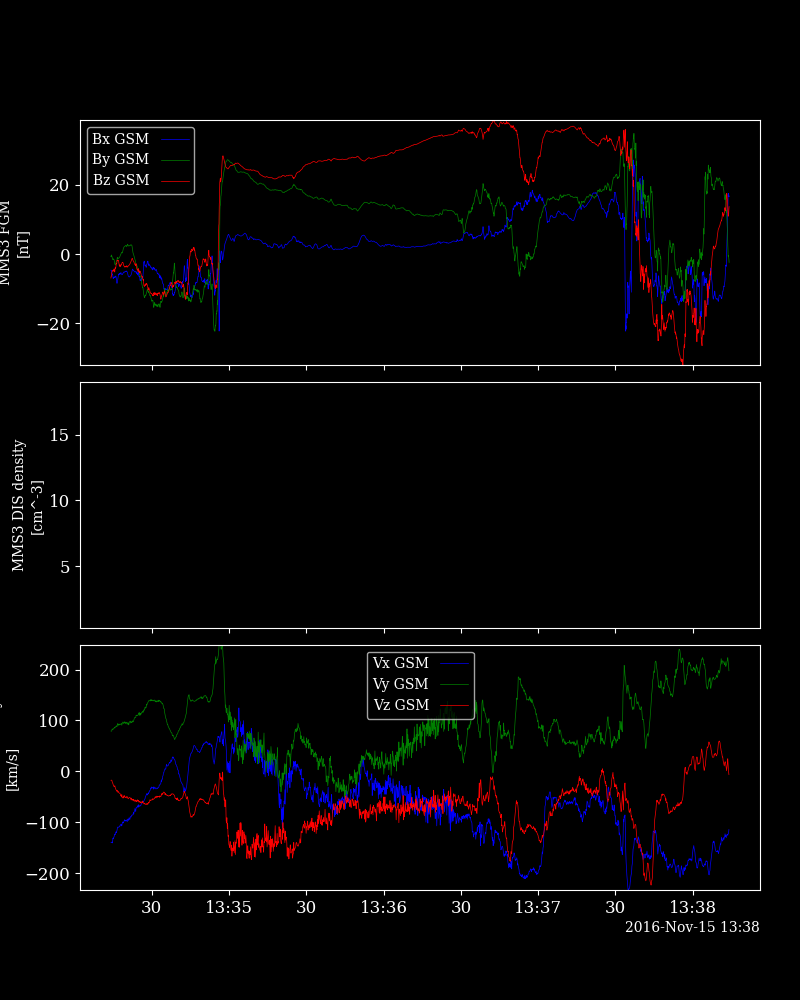 Bx GSM
By GSM
Bz GSM
MMS3 FGM
[nT]
20
0
−20
MMS3 DIS density
[cm^-3]
15
10
5
Vx GSM
Vy GSM
Vz GSM
[km/s]
200
100
0
−100
−200
30
13:35
30
13:36
30
13:37
30
13:38
2016-Nov-15 13:38